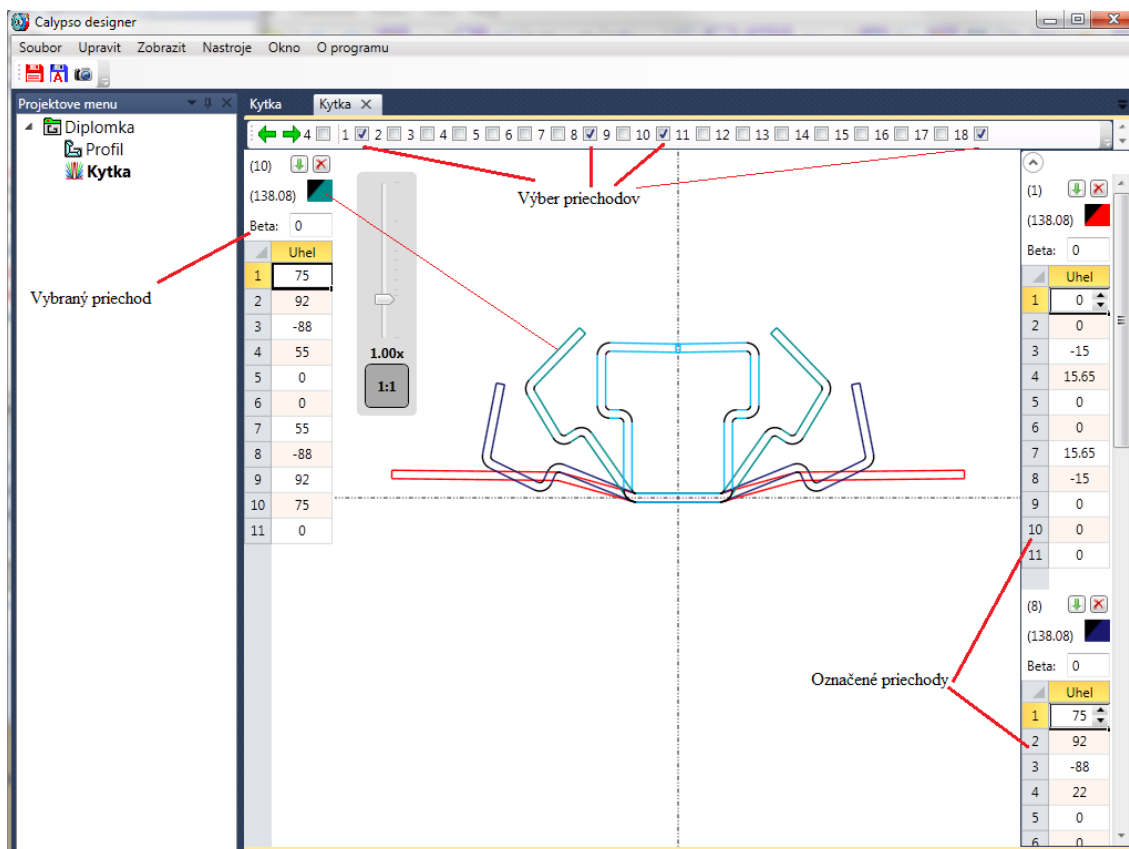 Calypso designer
Soubor Upravit Zobrazit Nastroje Okno O programu
Projektove menu
Diplomka
Profil
Kytka
Kytka Kytka
4 1 2 3 4 5 6 7 8 9 10 11 12 13 14 15 16 17 18
Výber priechodov
(10)
(138.08)
Beta: 0
Uhel
1 75
2 92
3 -88
4 55
5 0
6 0
7 55
8 -88
9 92
10 75
11 0
Vybraný priechod
1.00x
1:1
(1)
(138.08)
Beta: 0
Uhel
1 0
2 0
3 -15
4 15.65
5 0
6 0
7 15.65
8 -15
9 0
10 0
11 0
Označené priechody
(8)
(138.08)
Beta: 0
Uhel
1 75
2 92
3 -88
4 22
5 0
6 0